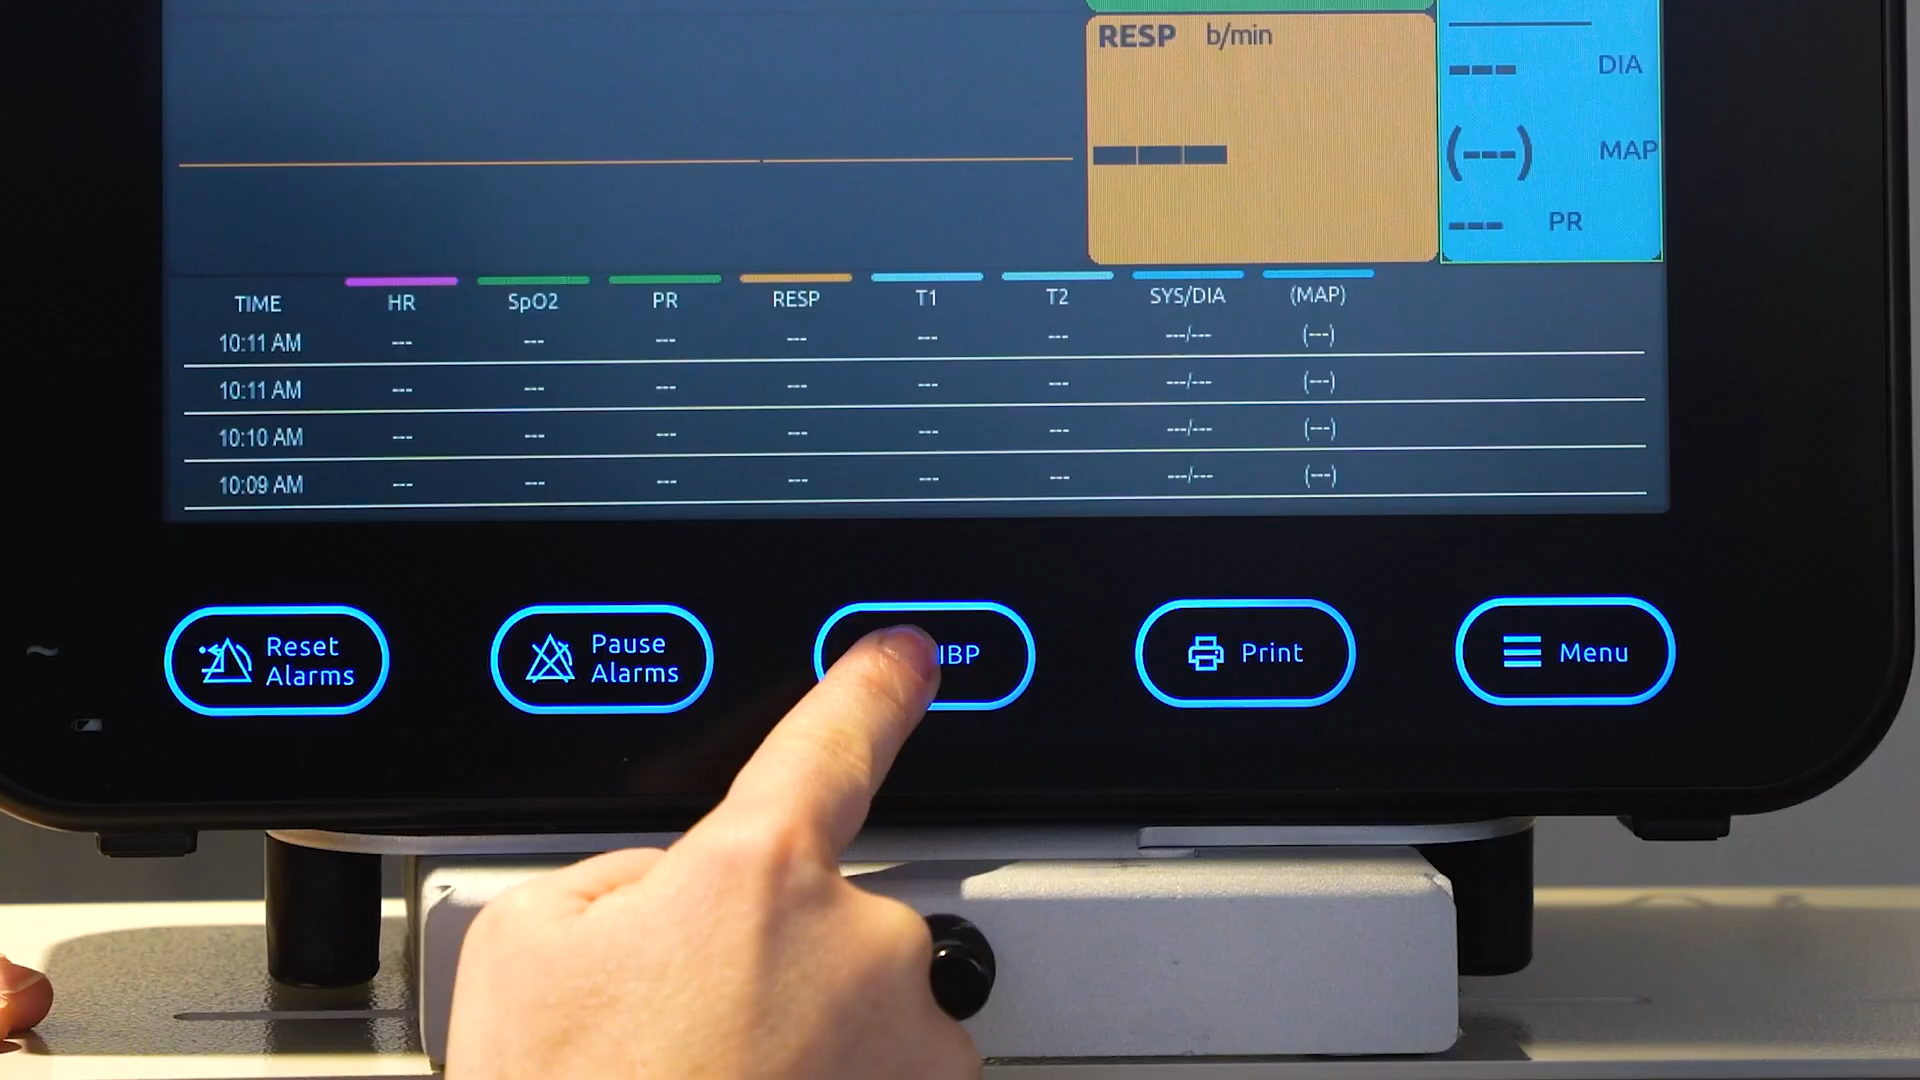 RESP b/min
---
--- DIA
(---) MAP
--- PR
TIME HR SpO2 PR RESP T1 T2 SYS/DIA (MAP)
10:11 AM --- --- --- --- --- --- ---/--- (---)
10:11 AM --- --- --- --- --- --- ---/--- (---)
10:10 AM --- --- --- --- --- --- ---/--- (---)
10:09 AM --- --- --- --- --- --- ---/--- (---)
Reset
Alarms
Pause
Alarms
IBP
Print
Menu